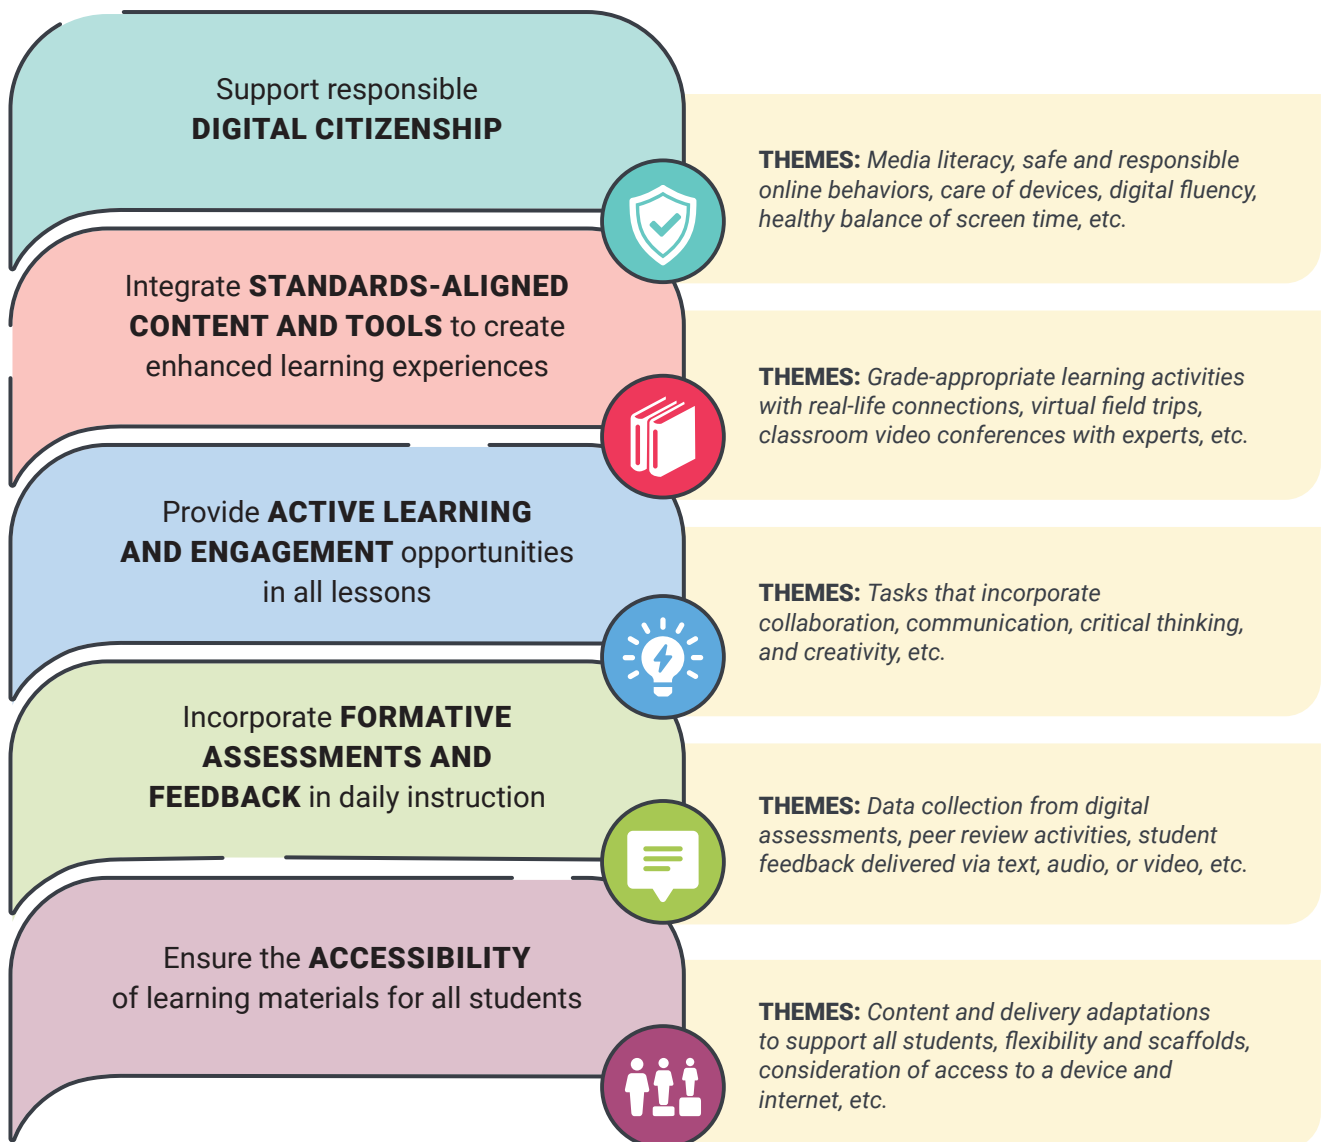 Support responsible
DIGITAL CITIZENSHIP
THEMES: Media literacy, safe and responsible
online behaviors, care of devices, digital fluency,
healthy balance of screen time, etc.
Integrate STANDARDS-ALIGNED
CONTENT AND TOOLS to create
enhanced learning experiences
THEMES: Grade-appropriate learning activities
with real-life connections, virtual field trips,
classroom video conferences with experts, etc.
Provide ACTIVE LEARNING
AND ENGAGEMENT opportunities
in all lessons
THEMES: Tasks that incorporate
collaboration, communication, critical thinking,
and creativity, etc.
Incorporate FORMATIVE
ASSESSMENTS AND
FEEDBACK in daily instruction
THEMES: Data collection from digital
assessments, peer review activities, student
feedback delivered via text, audio, or video, etc.
Ensure the ACCESSIBILITY
of learning materials for all students
THEMES: Content and delivery adaptations
to support all students, flexibility and scaffolds,
consideration of access to a device and
internet, etc.